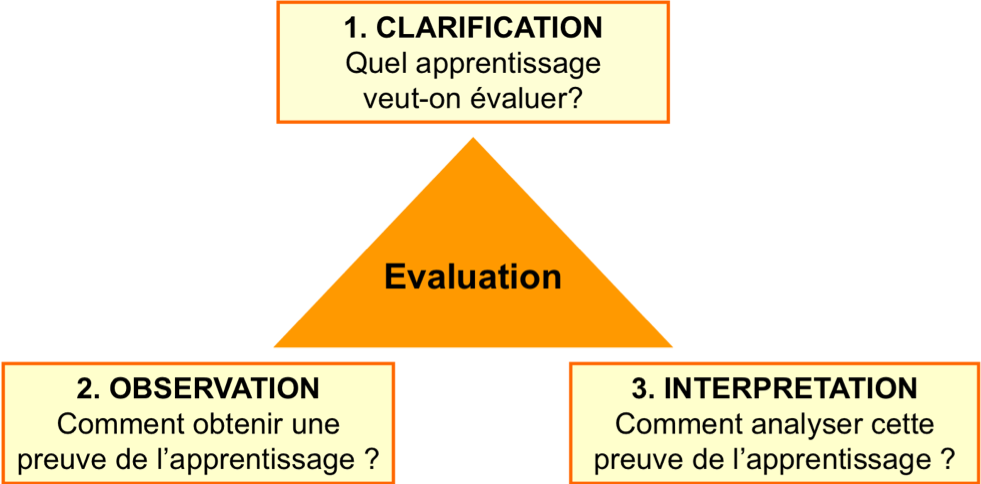 1. CLARIFICATION
Quel apprentissage
veut-on évaluer?
Evaluation
2. OBSERVATION
Comment obtenir une
preuve de l’apprentissage ?
3. INTERPRETATION
Comment analyser cette
preuve de l’apprentissage ?